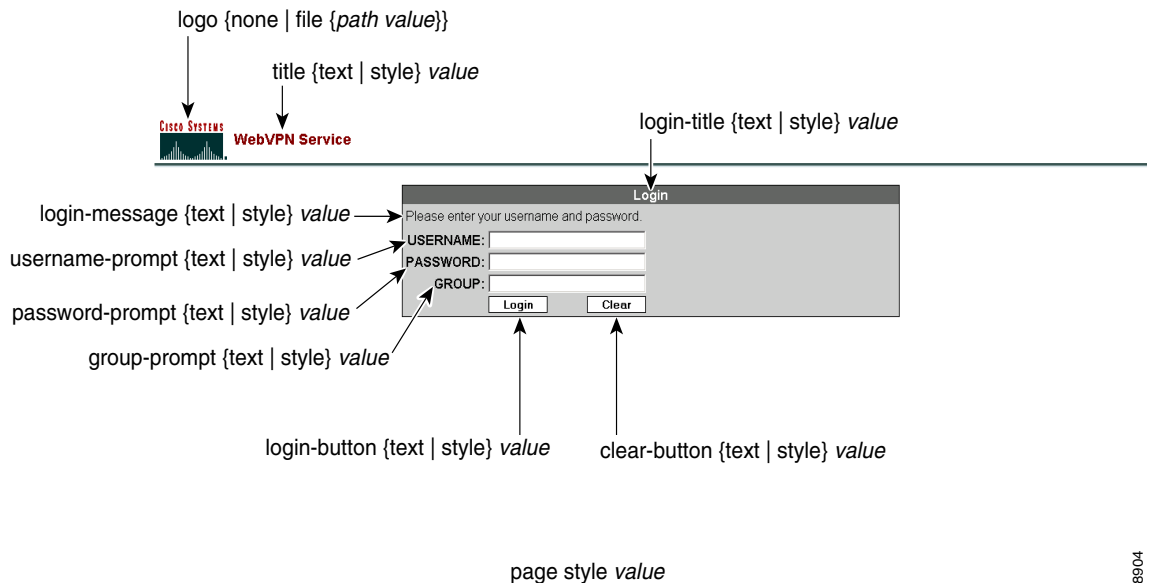 logo {none | file {path value}}
title {text | style} value
CISCO SYSTEMS
WebVPN Service
login-title {text | style} value
Login
login-message {text | style} value
Please enter your username and password.
username-prompt {text | style} value
USERNAME:
password-prompt {text | style} value
PASSWORD:
group-prompt {text | style} value
GROUP:
Login
Clear
login-button {text | style} value
clear-button {text | style} value
page style value
8904